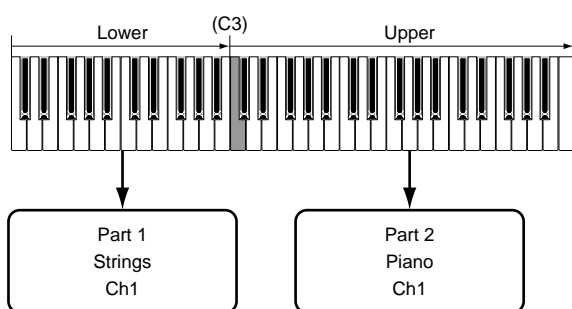 (C3)
Lower
Upper
Part 1
Strings
Ch1
Part 2
Piano
Ch1